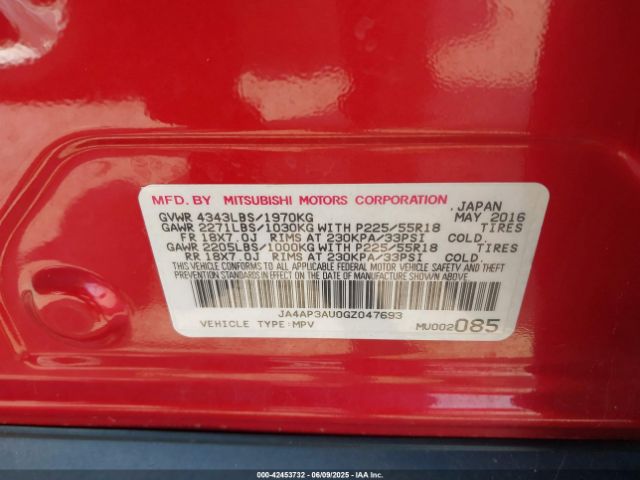 MFD. BY MITSUBISHI MOTORS CORPORATION. JAPAN
GVWR 4343LBS/1970KG MAY 2016
GAWR 2271LBS/1030KG WITH P225/55R18 TIRES
FR 18X7.0J RIMS AT 230KPA/33PSI COLD.
GAWR 2205LBS/1000KG WITH P225/55R18 TIRES
RR 18X7.0J RIMS AT 230KPA/33PSI COLD.
THIS VEHICLE CONFORMS TO ALL APPLICABLE FEDERAL MOTOR VEHICLE SAFETY AND THEFT
PREVENTION STANDARDS IN EFFECT ON THE DATE OF MANUFACTURE SHOWN ABOVE.
JA4AP3AU0GZ047693
VEHICLE TYPE:MPV MU002085
000-42453732 - 06/09/2025 - IAAI.COM